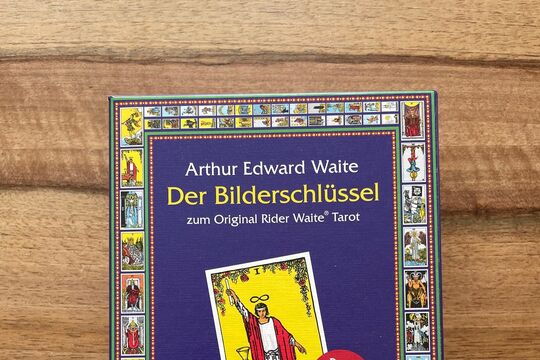 Arthur Edward Waite
Der Bilderschlüssel
zum Original Rider Waite® Tarot
I